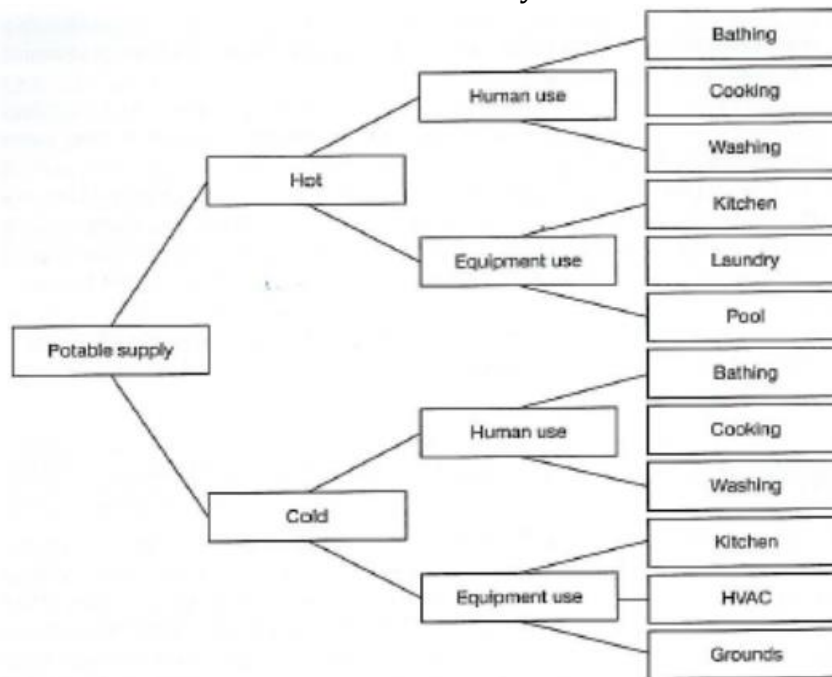 Bathing
Human use
Cooking
Washing
Hot
Kitchen
Equipment use
Laundry
Pool
Potable supply
Bathing
Human use
Cooking
Washing
Cold
Kitchen
Equipment use
HVAC
Grounds